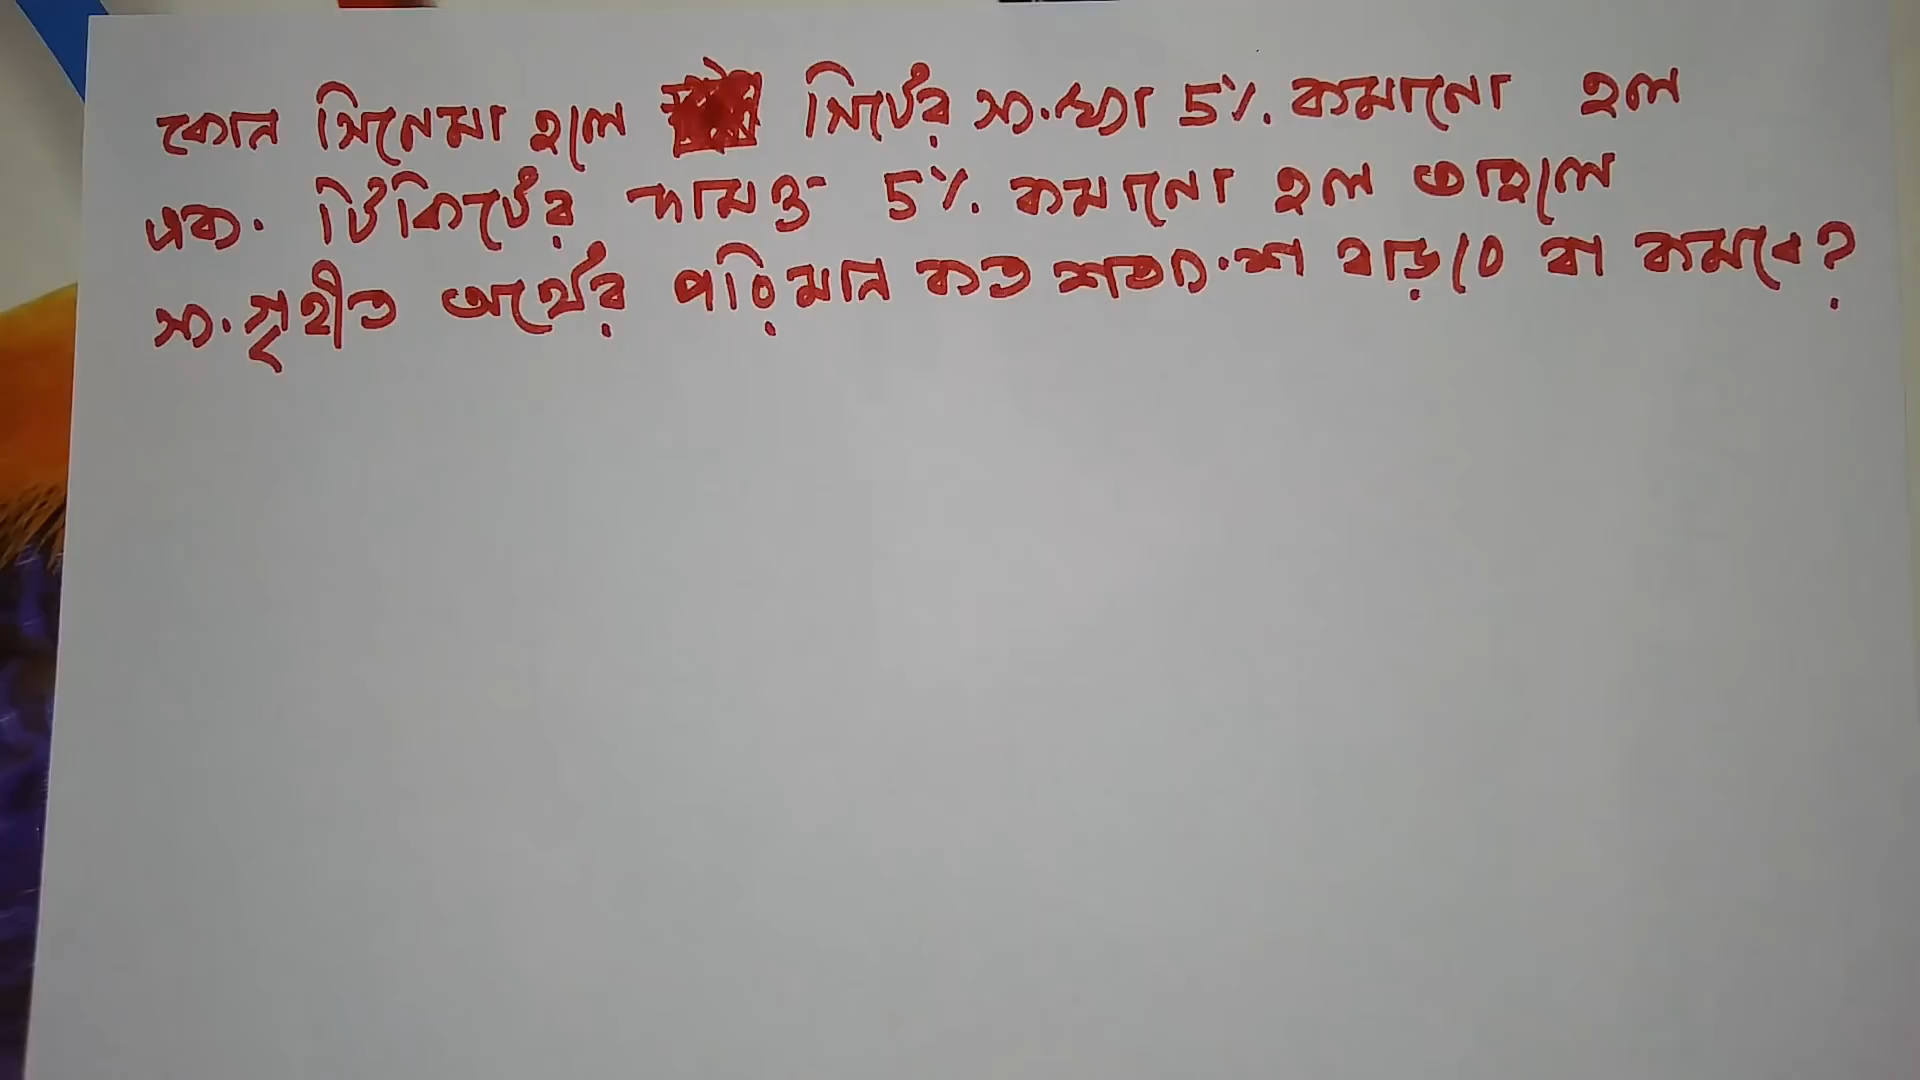 কোন সিনেমা হলে সিটের সংখ্যা 5% কমানো হল
এবং টিকিটের দামও 5% কমানো হল তাহলে
সংগৃহীত অর্থের পরিমান কত শতাংশ বাড়বে বা কমবে?